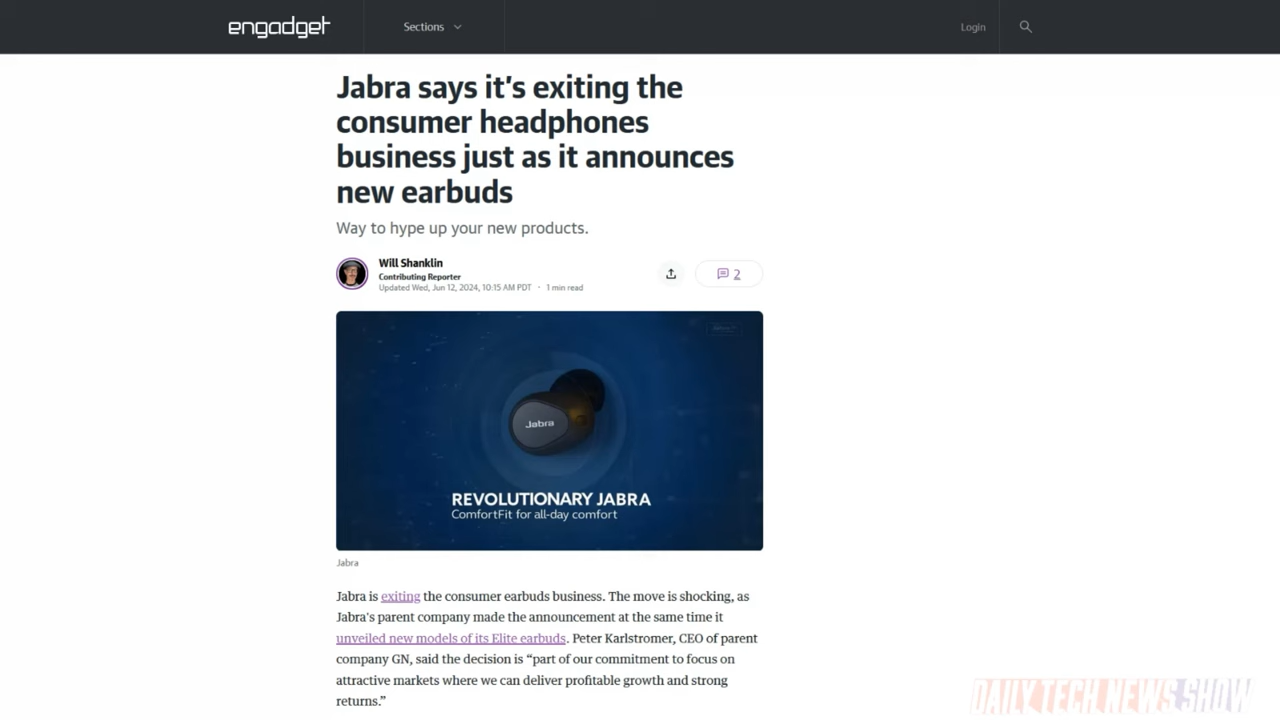 engadget
Sections
Login
Jabra says it's exiting the
consumer headphones
business just as it announces
new earbuds
Way to hype up your new products.
Will Shanklin
Contributing Reporter
Updated Wed, Jun 12, 2024, 10:15 AM PDT · 1 min read
2
Jabra
REVOLUTIONARY JABRA
ComfortFit for all-day comfort
Jabra
Jabra is exiting the consumer earbuds business. The move is shocking, as
Jabra's parent company made the announcement at the same time it
unveiled new models of its Elite earbuds. Peter Karlstromer, CEO of parent
company GN, said the decision is “part of our commitment to focus on
attractive markets where we can deliver profitable growth and strong
returns.”
DAILY TECH NEWS SHOW